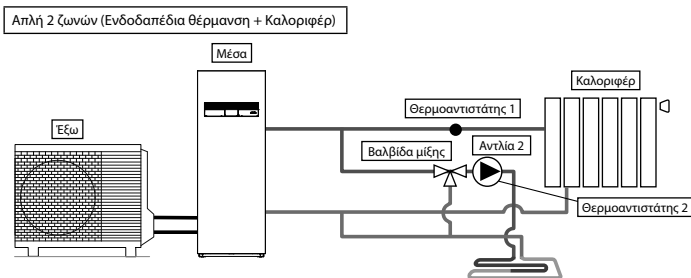 Απλή 2 ζωνών (Ενδοδαπέδια θέρμανση + Καλοριφέρ)
Μέσα
Καλοριφέρ
Θερμοαντιστάτης 1
Έξω
Βαλβίδα μίξης
Αντλία 2
Θερμοαντιστάτης 2